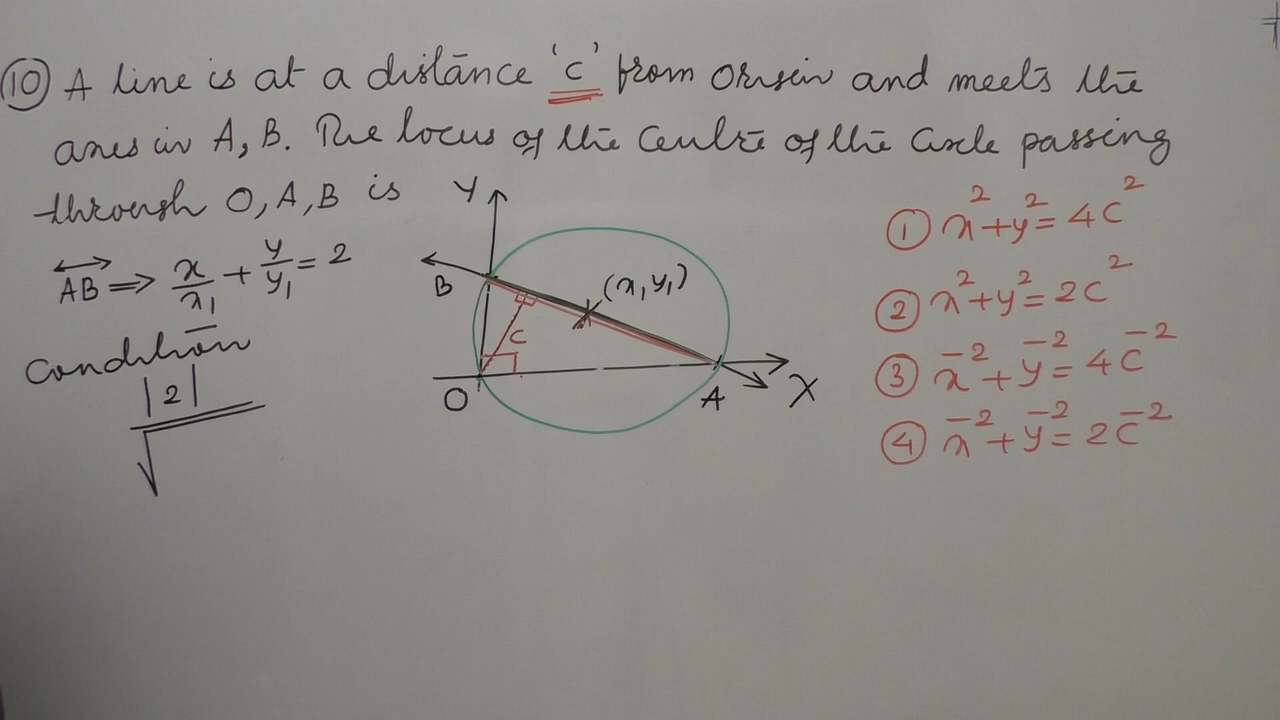 ⑩ A line is at a distance 'c' from origin and meets the
axes in A, B. The locus of the Centre of the Circle passing
through O, A, B is
① x² + y² = 4c²
② x² + y² = 2c²
③ x⁻² + y⁻² = 4c⁻²
④ x⁻² + y⁻² = 2c⁻²
AB ⟹ x/x₁ + y/y₁ = 2
Condition
|2|
√
Y
B
(x₁y₁)
C
O
A
X